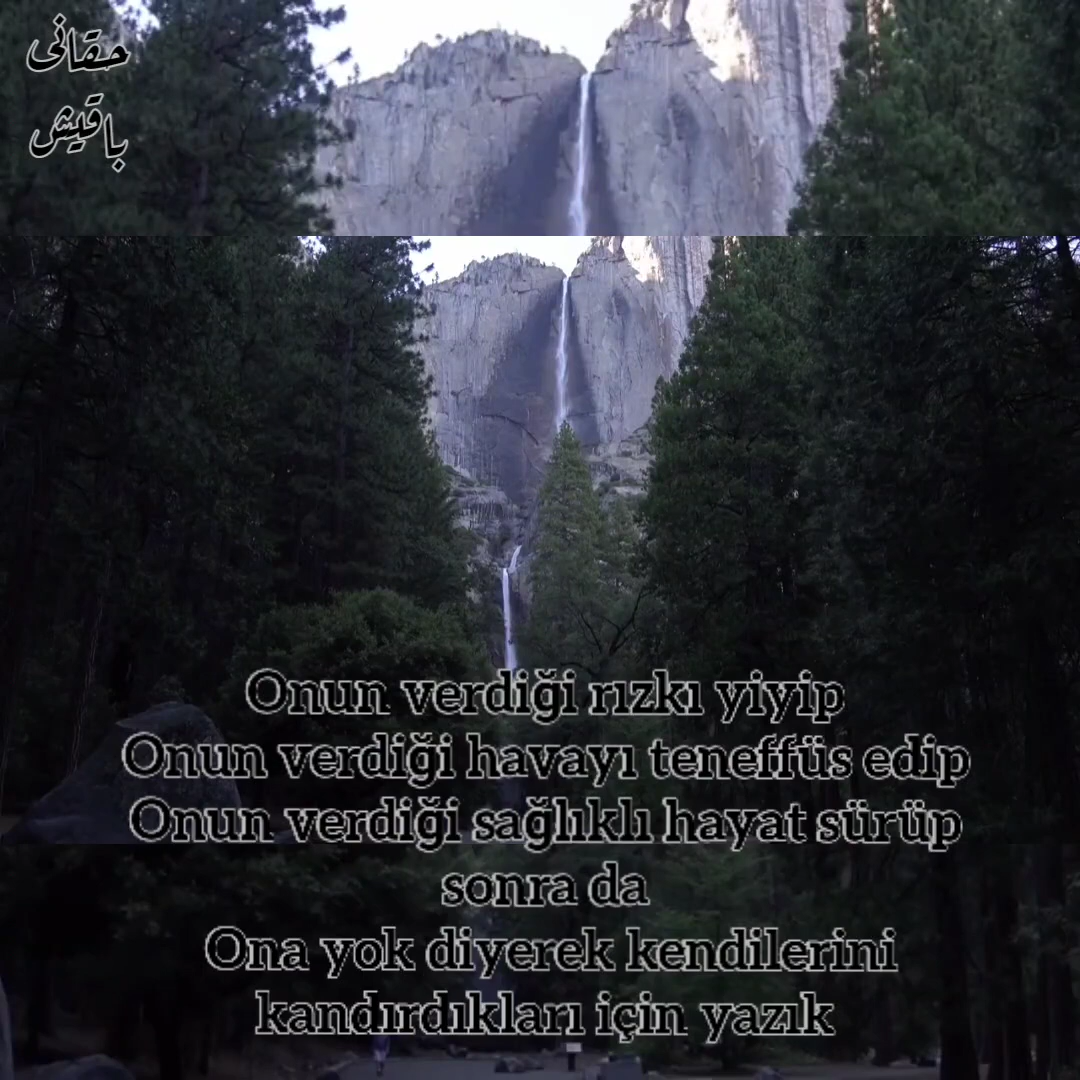 حقانی
باقیش
Onun verdiği rızkı yiyip
Onun verdiği havayı teneffüs edip
Onun verdiği sağlıklı hayat sürüp
sonra da
Ona yok diyerek kendilerini
kandırdıkları için yazık